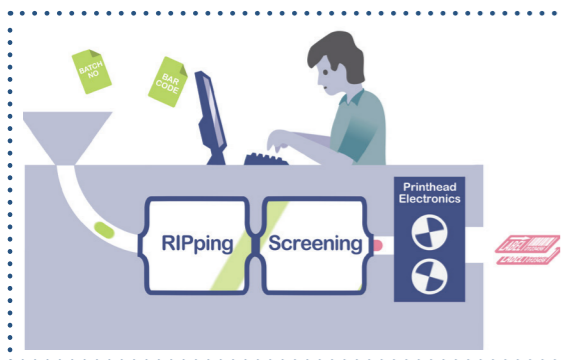 BATCH
NO
BAR
CODE
Printhead
Electronics
RIPping
Screening